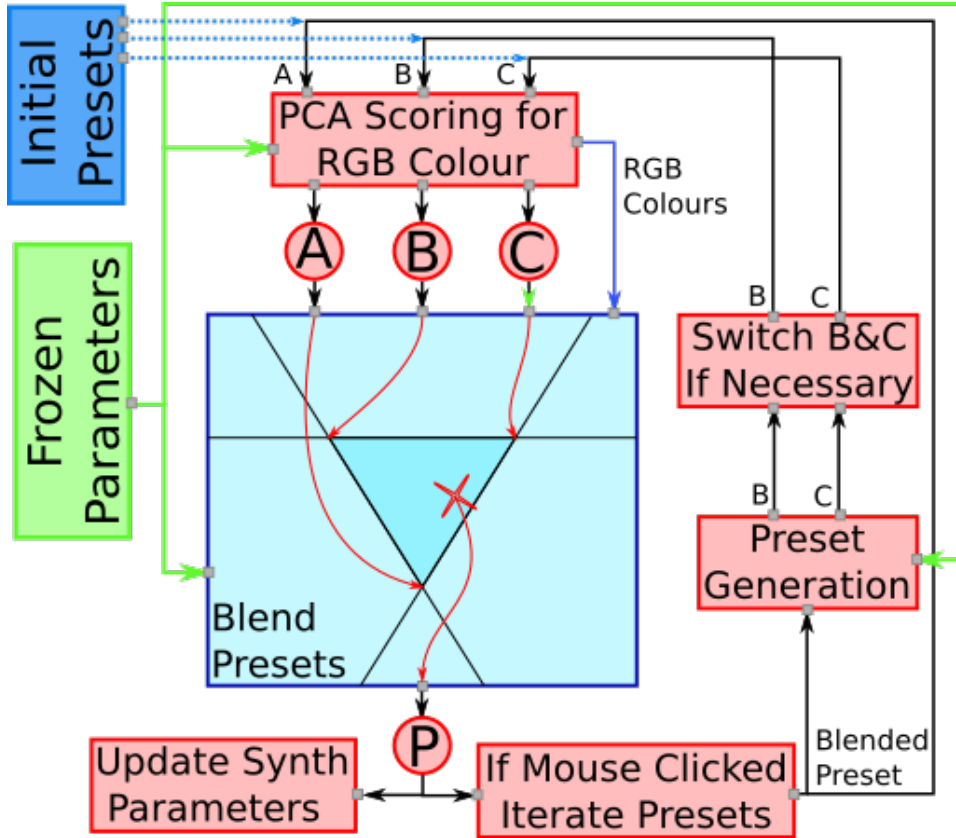 Initial
Presets
A
B
C
PCA Scoring for
RGB Colour
RGB
Colours
A
B
C
Frozen
Parameters
B
C
Switch B&C
If Necessary
B
C
Preset
Generation
Blend
Presets
P
Blended
Preset
Update Synth
Parameters
If Mouse Clicked
Iterate Presets